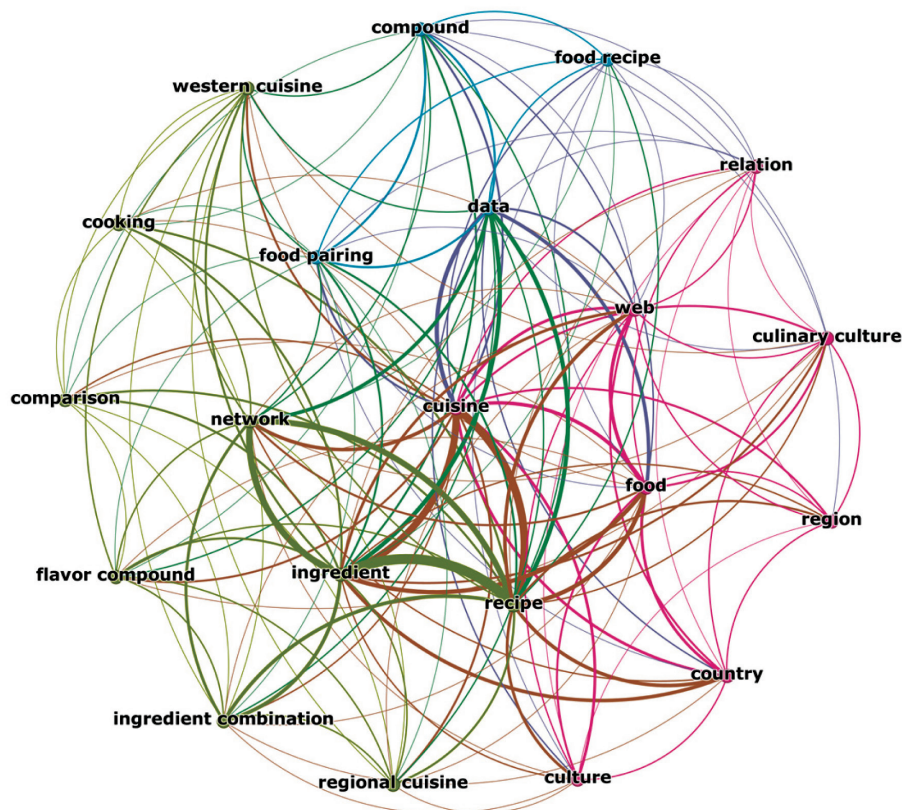 compound
food recipe
western cuisine
relation
data
cooking
food pairing
web
culinary culture
comparison
cuisine
network
food
region
ingredient
flavor compound
recipe
country
ingredient combination
culture
regional cuisine